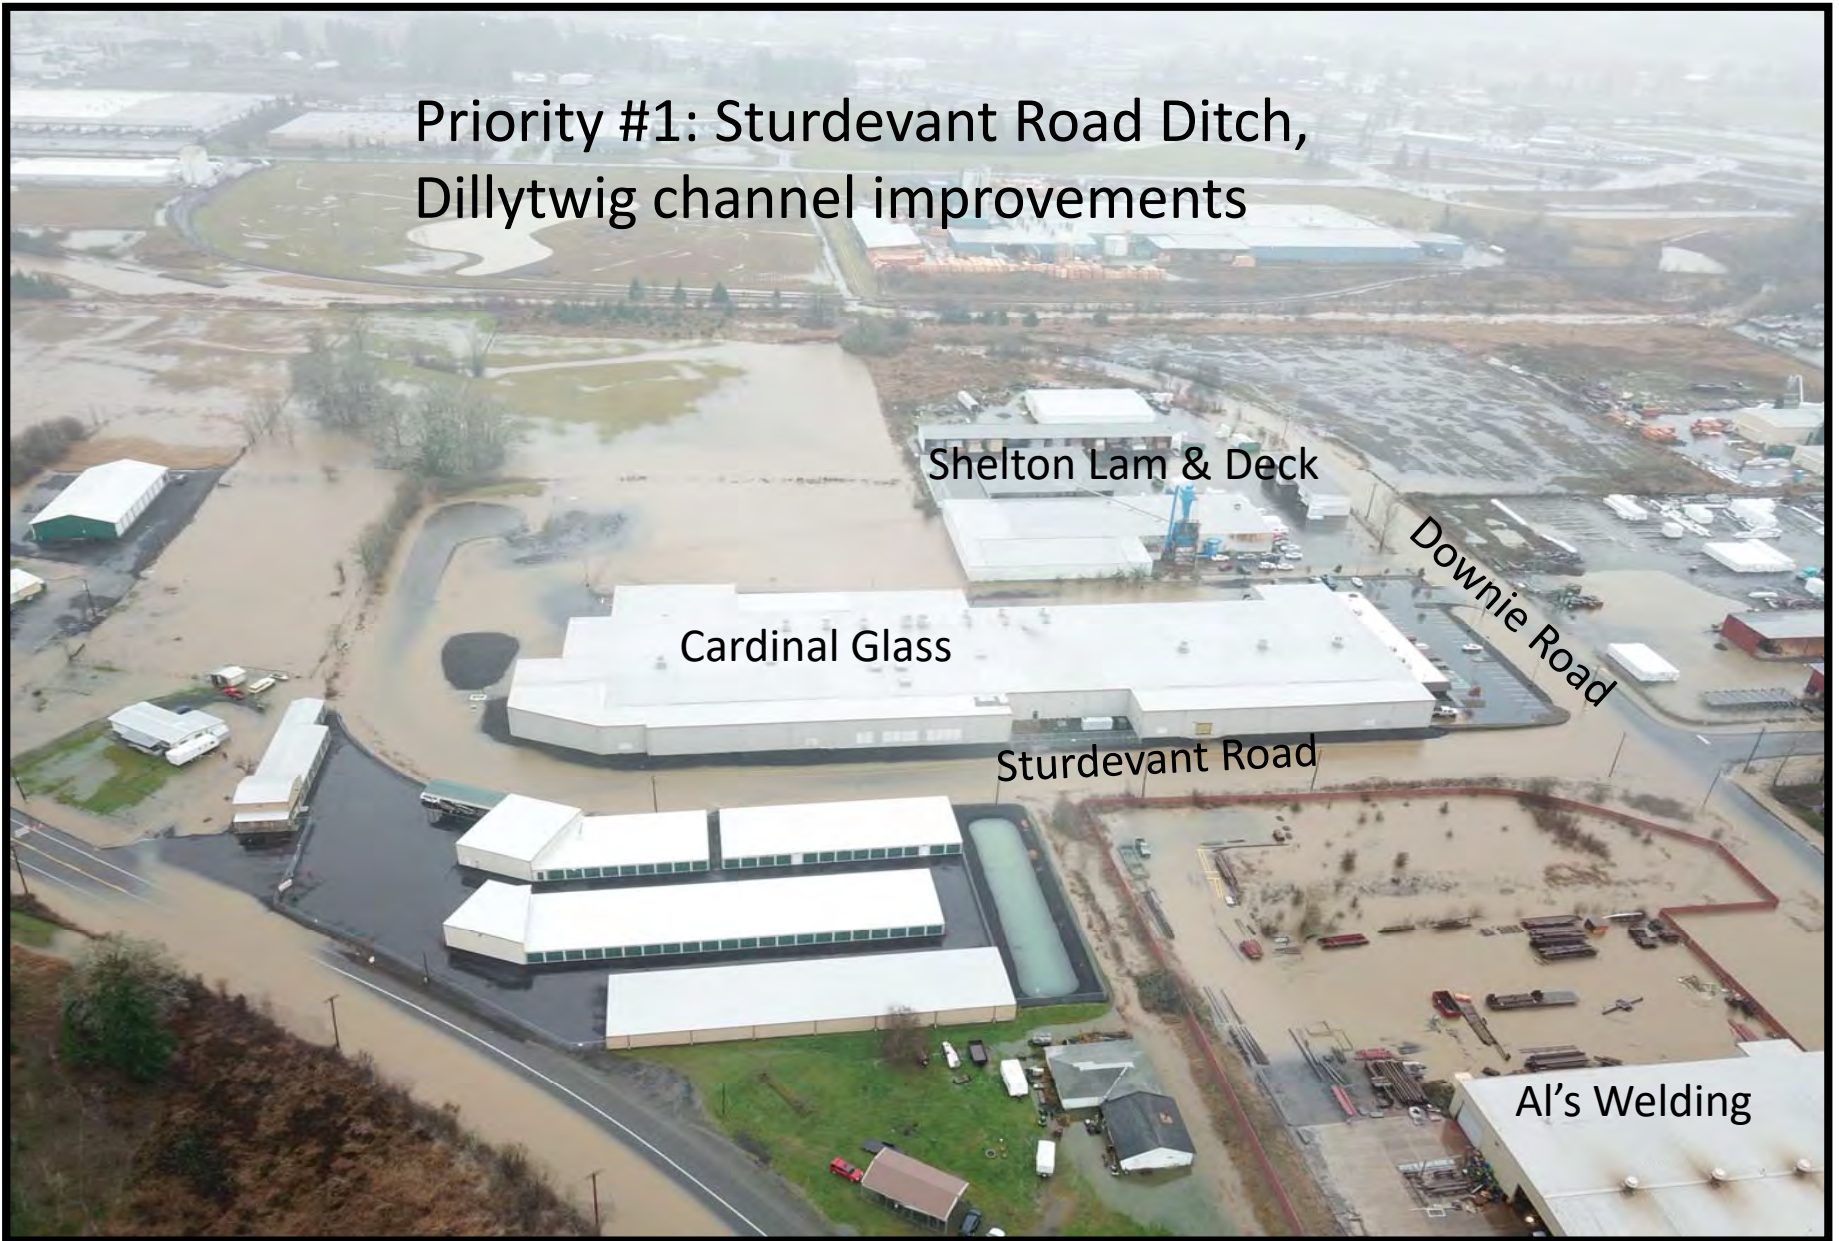 Priority #1: Sturdevant Road Ditch,
Dillytwig channel improvements
Shelton Lam & Deck
Downie Road
Cardinal Glass
Sturdevant Road
Al's Welding